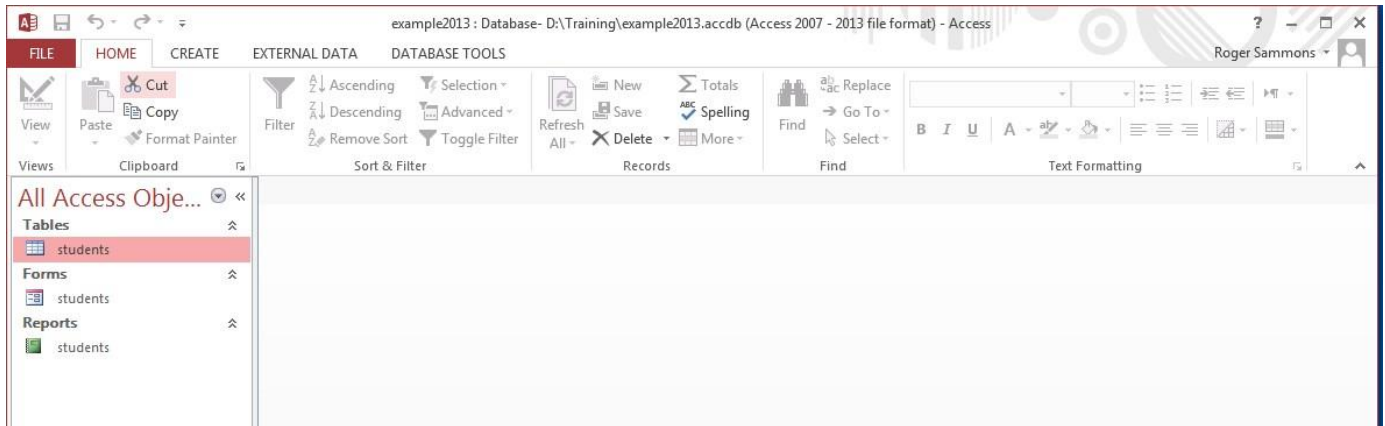 example2013 : Database- D:\Training\example2013.accdb (Access 2007 - 2013 file format) - Access
FILE HOME CREATE EXTERNAL DATA DATABASE TOOLS Roger Sammons
Cut Ascending Selection New Totals Replace
Copy Descending Advanced Save Spelling Go To
View Paste Format Painter Filter Remove Sort Toggle Filter Refresh All Delete More Find Select B I U A
Views Clipboard Sort & Filter Records Find Text Formatting
All Access Obje...
Tables
students
Forms
students
Reports
students